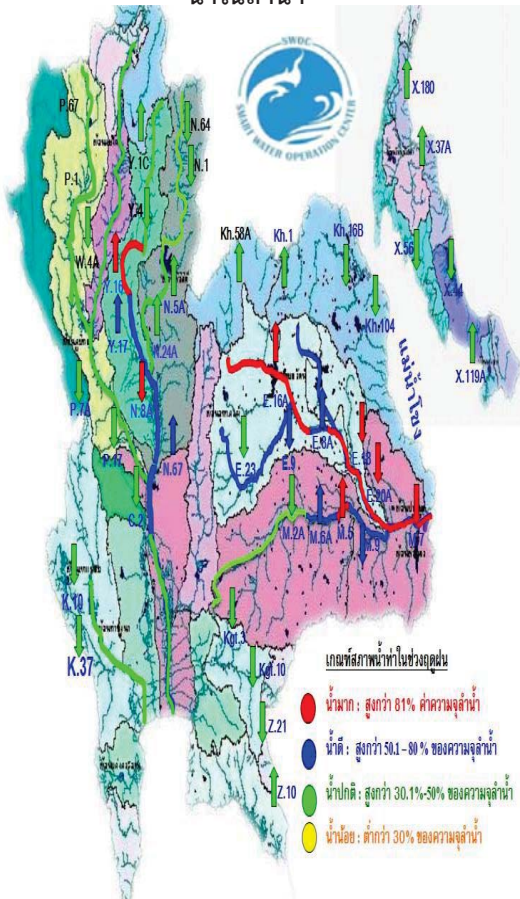 SWOC
SMART WATER OPERATION CENTER
P.67
N.64
P.1
Y.1C
N.1
Y.4
W.4A
Y.16
N.5A
Y.17
N.24A
P.7A
N.8A
P.17
N.67
C.2
K.10
K.37
Kh.58A
Kh.1
Kh.16B
Kh.104
แม่น้ำโขง
E.16A
E.8A
E.23
E.9
E.18
E.20A
M.2A
M.6A
M.5
M.9
M.7
Kgt.3
Kgt.10
Z.21
Z.10
X.180
X.37A
X.56
X.44
X.119A
เกณฑ์สภาพน้ำท่าในช่วงฤดูฝน
น้ำมาก : สูงกว่า 81% ค่าความจุลำน้ำ
น้ำดี : สูงกว่า 50.1 – 80 % ของความจุลำน้ำ
น้ำปกติ : สูงกว่า 30.1%-50% ของความจุลำน้ำ
น้ำน้อย : ต่ำกว่า 30% ของความจุลำน้ำ